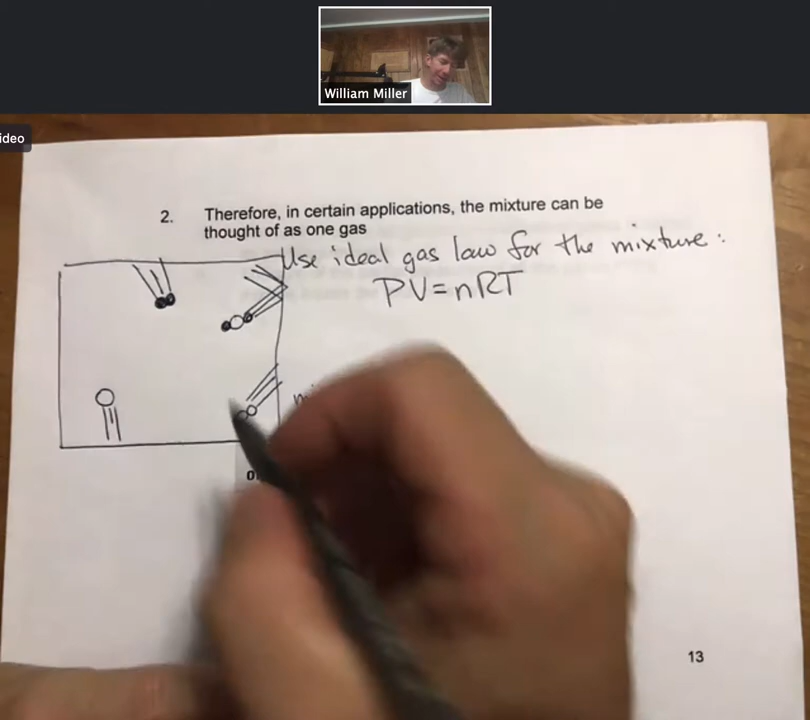 William Miller
ideo
2. Therefore, in certain applications, the mixture can be
thought of as one gas
Use ideal gas law for the mixture:
PV=nRT
13